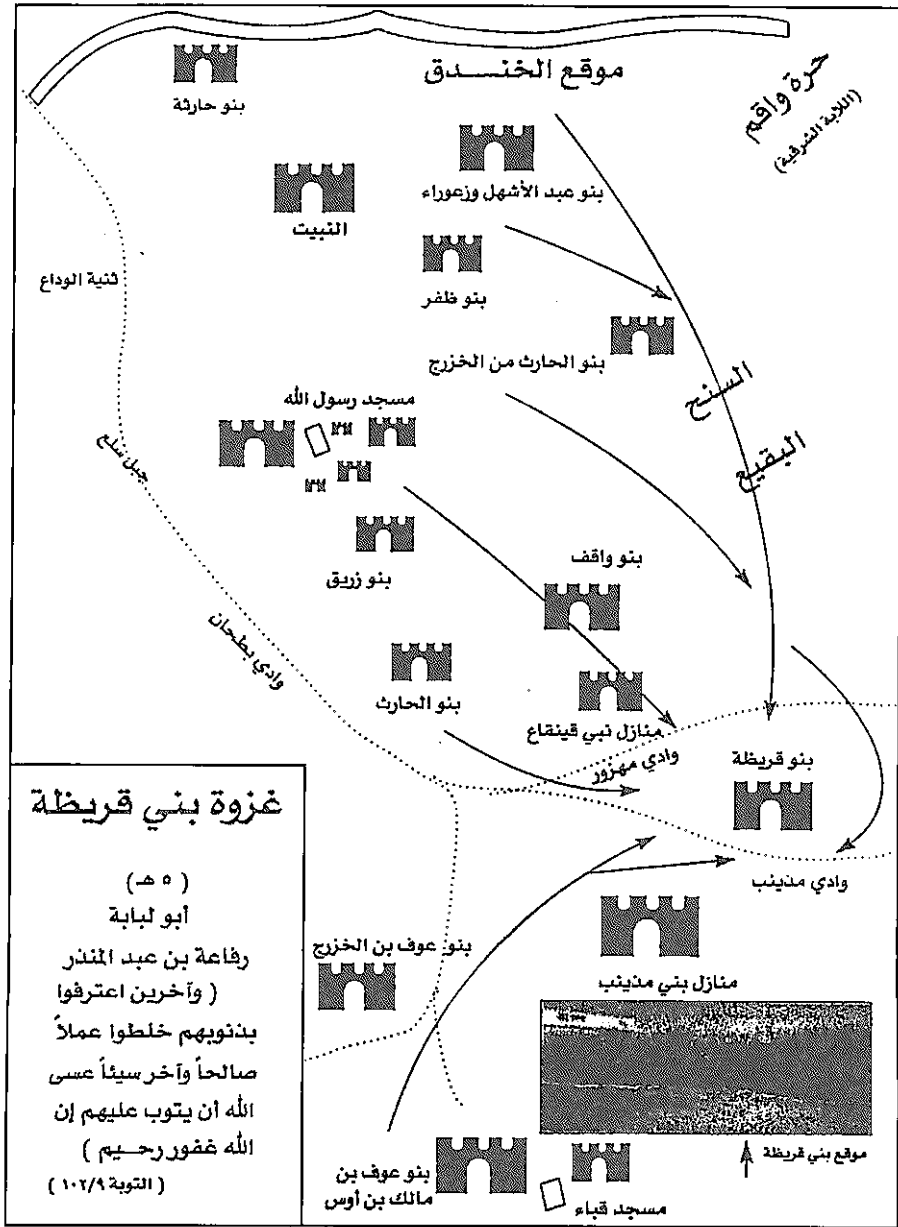 موقع الخنـــدق
حرة واقم
(اللابة الشرقية)
بنو حارثة
بنو عبد الأشهل وزعوراء
النبيت
ثنية الوداع
بنو ظفر
بنو الحارث من الخزرج
السنح
مسجد رسول الله
البقيع
جبل سلع
بنو زريق
بنو واقف
وادي بطحان
بنو الحارث
منازل نبي قينقاع
وادي مهزور
بنو قريظة
وادي مذينب
غزوة بني قريظة
( ٥ هـ )
أبو لبابة
رفاعة بن عبد المنذر
( وآخرين اعترفوا
بذنوبهم خلطوا عملاً
صالحاً وآخر سيئاً عسى
الله أن يتوب عليهم إن
الله غفور رحـــيم )
( التوبة ١٠٢/٩ )
بنو عوف بن الخزرج
منازل بني مذينب
موقع بني قريظة
بنو عوف بن
مالك بن أوس
مسجد قباء